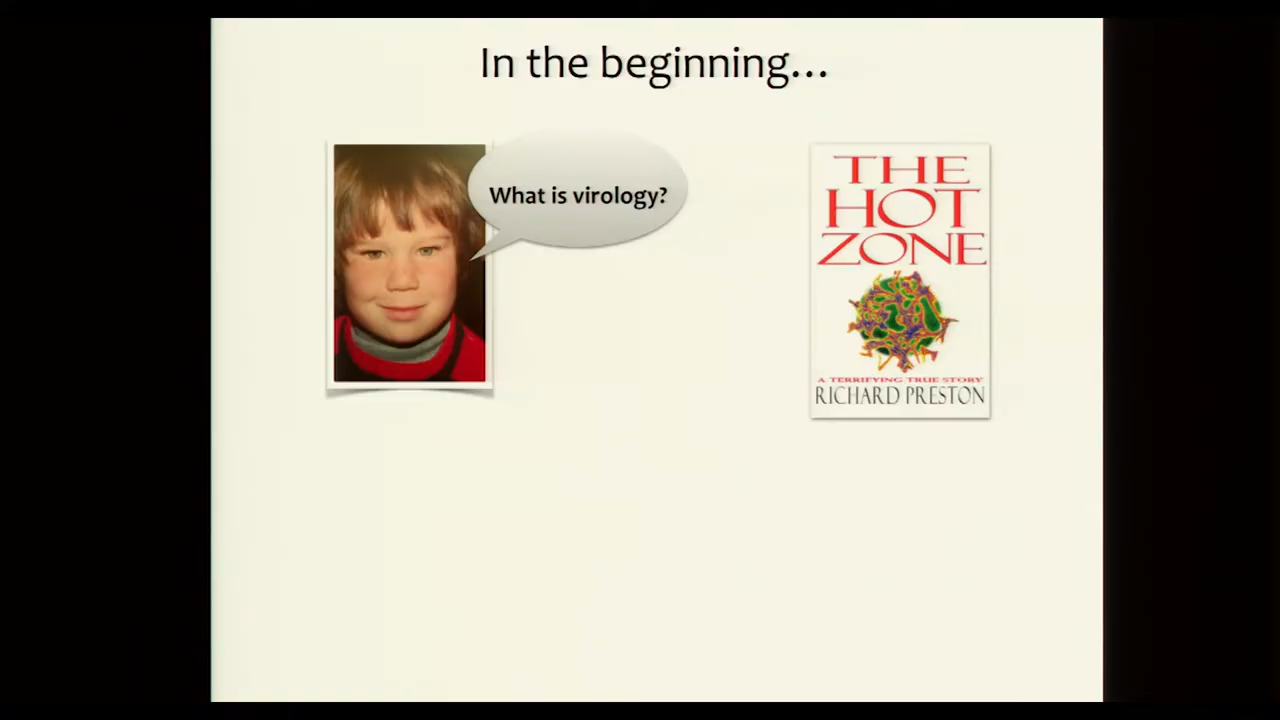 In the beginning…
What is virology?
THE
HOT
ZONE
A TERRIFYING TRUE STORY
RICHARD PRESTON